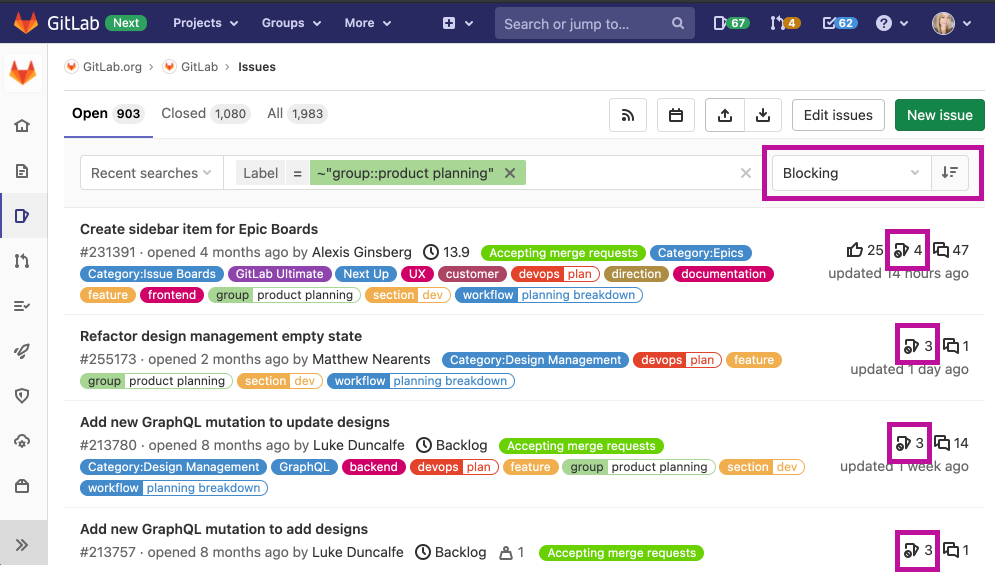 GitLab Next Projects Groups More Search or jump to... 67 4 62
GitLab.org › GitLab › Issues
Open 903 Closed 1,080 All 1,983 Edit issues New issue
Recent searches Label = ~"group::product planning" Blocking
Create sidebar item for Epic Boards
#231391 · opened 4 months ago by Alexis Ginsberg 13.9 Accepting merge requests Category:Epics 25 4 47
Category:Issue Boards GitLab Ultimate Next Up UX customer devops plan direction documentation updated 14 hours ago
feature frontend group product planning section dev workflow planning breakdown
Refactor design management empty state 3 1
#255173 · opened 2 months ago by Matthew Nearents Category:Design Management devops plan feature updated 1 day ago
group product planning section dev workflow planning breakdown
Add new GraphQL mutation to update designs
#213780 · opened 8 months ago by Luke Duncalfe Backlog Accepting merge requests 3 14
Category:Design Management GraphQL backend devops plan feature group product planning section dev updated 1 week ago
workflow planning breakdown
Add new GraphQL mutation to add designs
#213757 · opened 8 months ago by Luke Duncalfe Backlog 1 Accepting merge requests 3 1